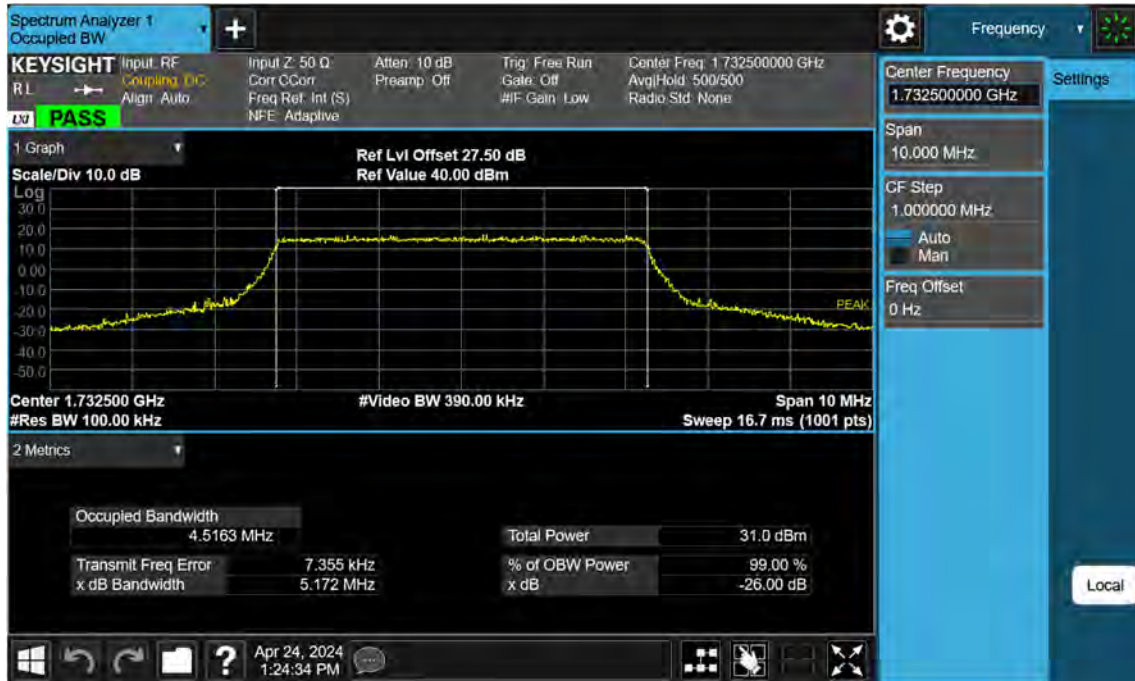 Spectrum Analyzer 1
Occupied BW
+
Frequency
KEYSIGHT
R L
LXI
PASS
Input: RF
Coupling: DC
Align: Auto
Input Z: 50 Ω
Corr CCorr
Freq Ref: Int (S)
NFE: Adaptive
Atten: 10 dB
Preamp: Off
Trig: Free Run
Gate: Off
#IF Gain: Low
Center Freq: 1.732500000 GHz
Avg|Hold: 500/500
Radio Std: None
Center Frequency
1.732500000 GHz
Settings
Span
10.000 MHz
CF Step
1.000000 MHz
Auto
Man
Freq Offset
0 Hz
Local
1 Graph
Scale/Div 10.0 dB
Ref Lvl Offset 27.50 dB
Ref Value 40.00 dBm
Log
30.0
20.0
10.0
0.00
-10.0
-20.0
-30.0
-40.0
-50.0
PEAK
Center 1.732500 GHz
#Video BW 390.00 kHz
Span 10 MHz
#Res BW 100.00 kHz
Sweep 16.7 ms (1001 pts)
2 Metrics
Occupied Bandwidth
4.5163 MHz
Total Power 31.0 dBm
Transmit Freq Error 7.355 kHz
% of OBW Power 99.00 %
x dB Bandwidth 5.172 MHz
x dB -26.00 dB
?
Apr 24, 2024
1:24:34 PM